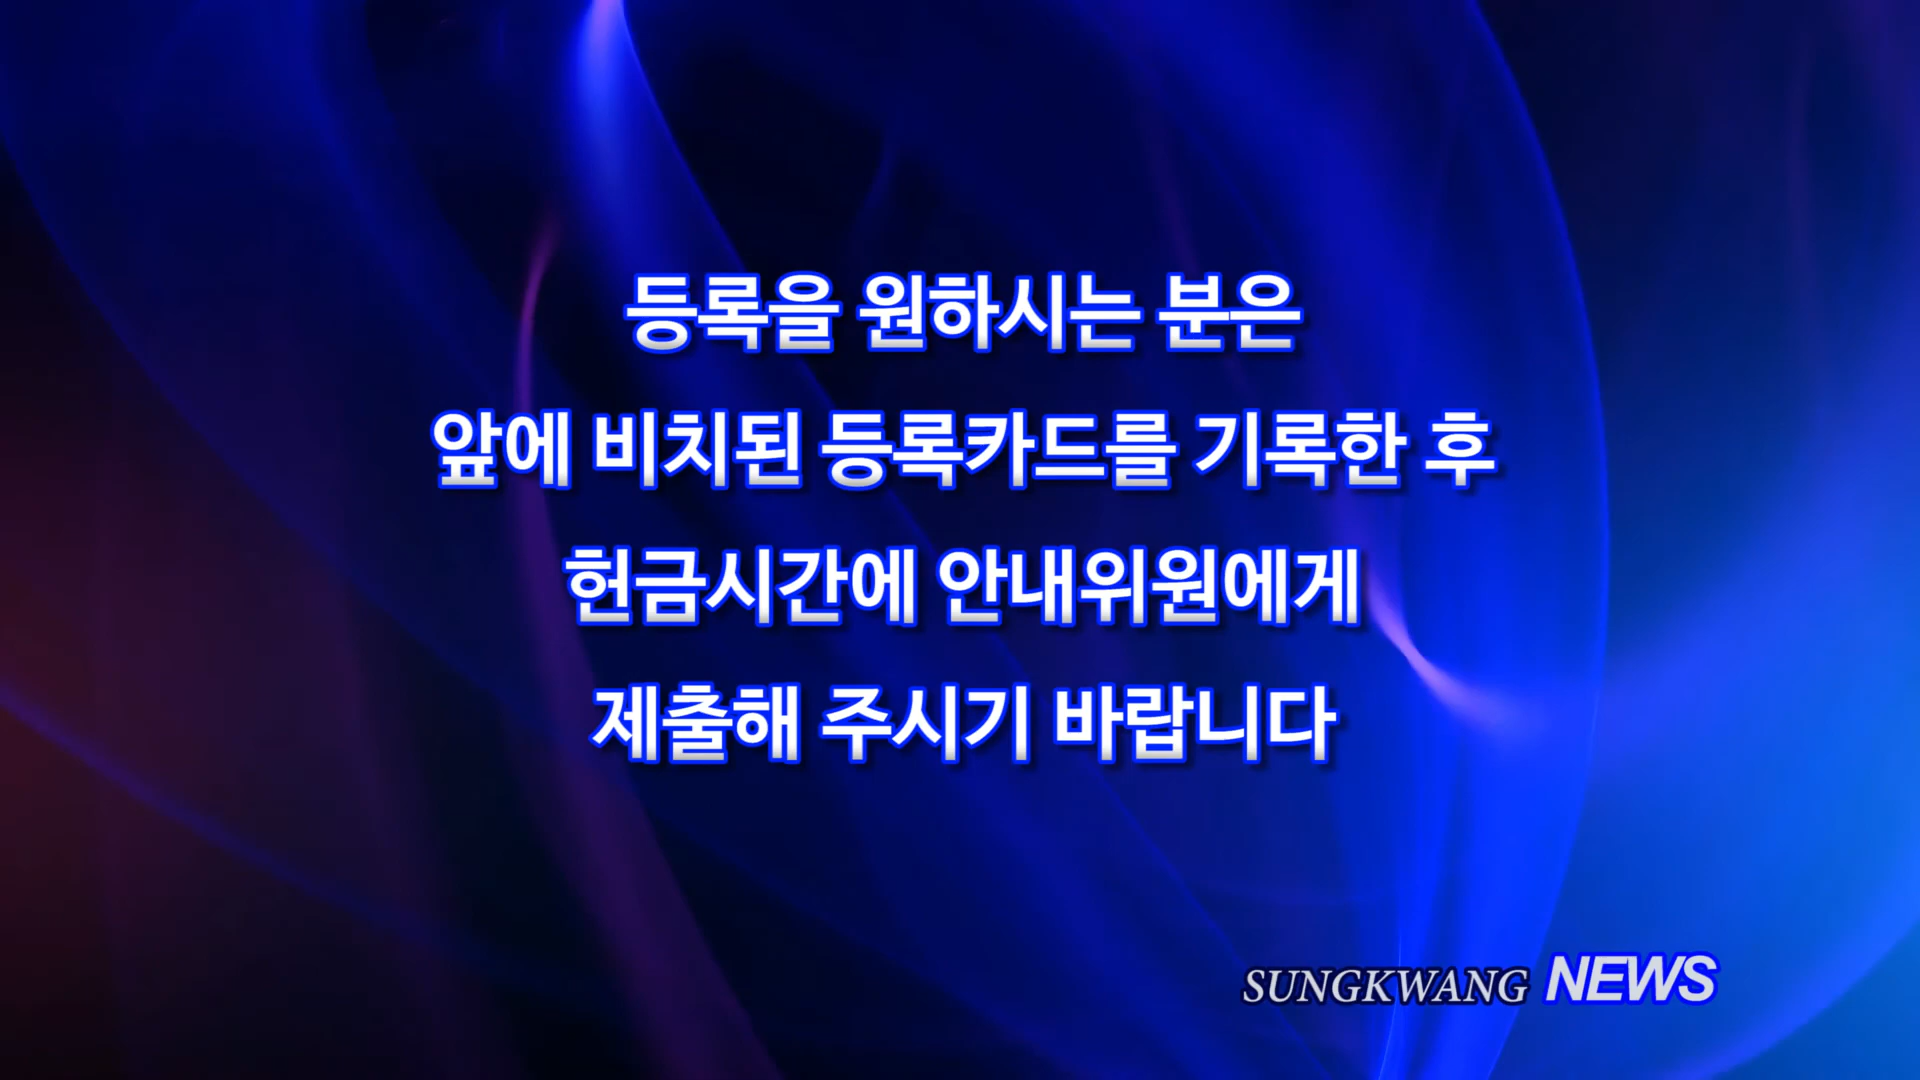 등록을 원하시는 분은
앞에 비치된 등록카드를 기록한 후
헌금시간에 안내위원에게
제출해 주시기 바랍니다
SUNGKWANG NEWS